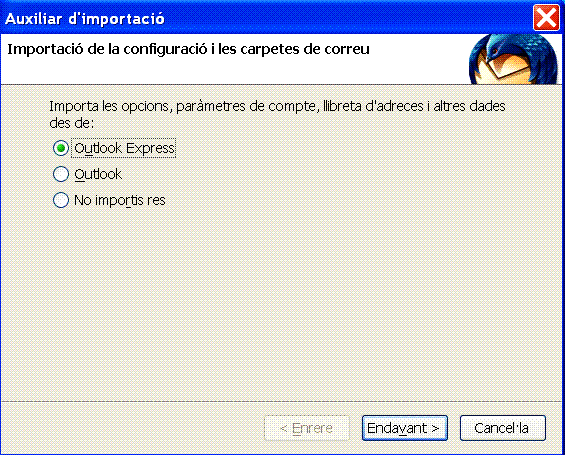 Auxiliar d'importació
Importació de la configuració i les carpetes de correu
Importa les opcions, paràmetres de compte, llibreta d'adreces i altres dades
des de:
Outlook Express
Outlook
No importis res
< Enrere
Endavant >
Cancel·la